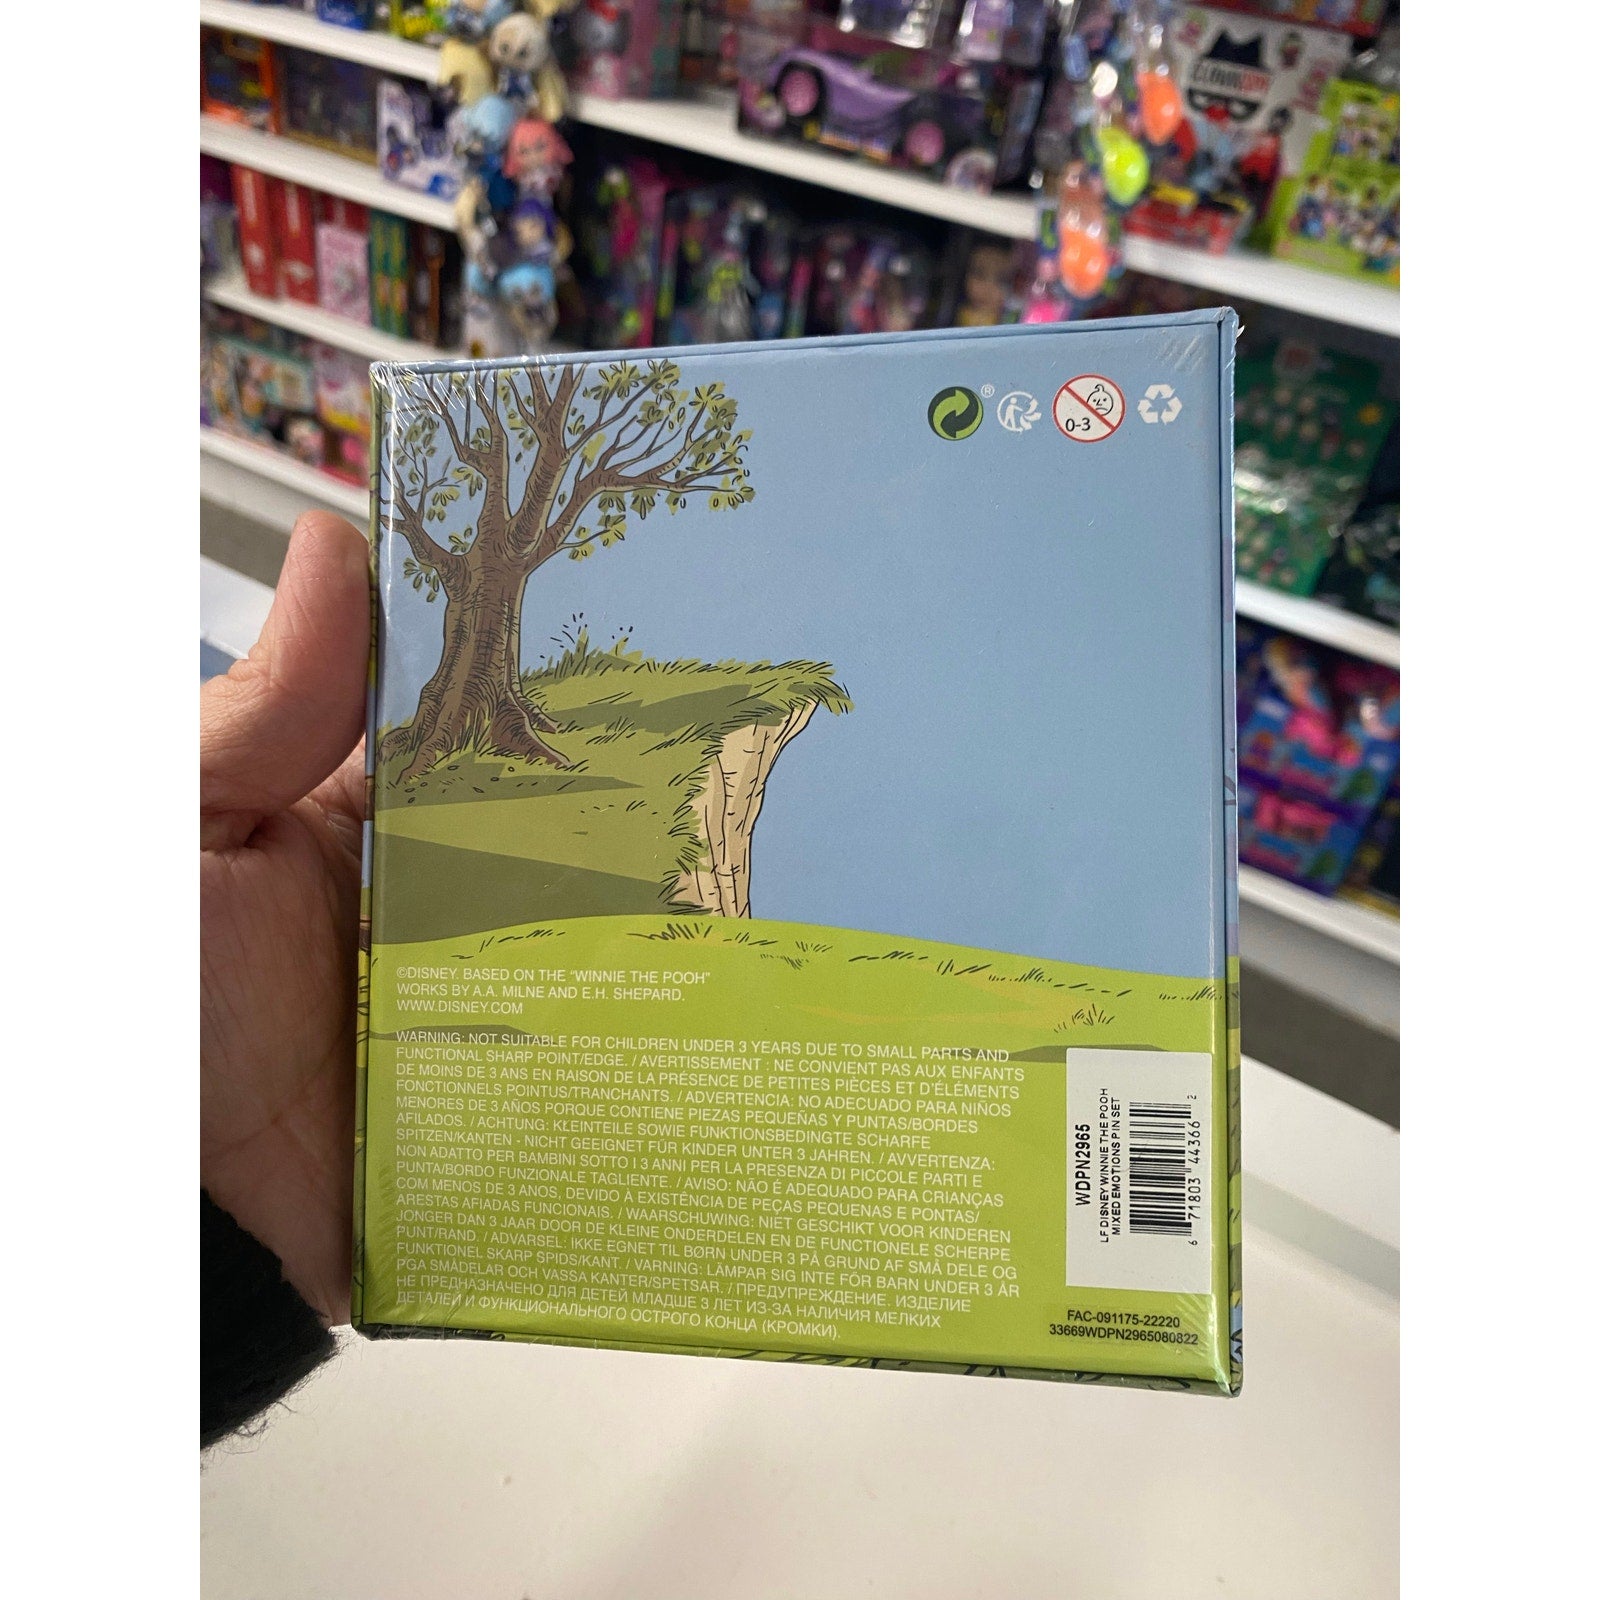 ®
0-3
©DISNEY. BASED ON THE "WINNIE THE POOH"
WORKS BY A.A. MILNE AND E.H. SHEPARD.
WWW.DISNEY.COM
WARNING: NOT SUITABLE FOR CHILDREN UNDER 3 YEARS DUE TO SMALL PARTS AND
FUNCTIONAL SHARP POINT/EDGE. / AVERTISSEMENT : NE CONVIENT PAS AUX ENFANTS
DE MOINS DE 3 ANS EN RAISON DE LA PRÉSENCE DE PETITES PIÈCES ET D'ÉLÉMENTS
FONCTIONNELS POINTUS/TRANCHANTS. / ADVERTENCIA: NO ADECUADO PARA NIÑOS
MENORES DE 3 AÑOS PORQUE CONTIENE PIEZAS PEQUEÑAS Y PUNTAS/BORDES
AFILADOS. / ACHTUNG: KLEINTEILE SOWIE FUNKTIONSBEDINGTE SCHARFE
SPITZEN/KANTEN - NICHT GEEIGNET FÜR KINDER UNTER 3 JAHREN. / AVVERTENZA:
NON ADATTO PER BAMBINI SOTTO I 3 ANNI PER LA PRESENZA DI PICCOLE PARTI E
PUNTA/BORDO FUNZIONALE TAGLIENTE. / AVISO: NÃO É ADEQUADO PARA CRIANÇAS
COM MENOS DE 3 ANOS, DEVIDO À EXISTÊNCIA DE PEÇAS PEQUENAS E PONTAS/
ARESTAS AFIADAS FUNCIONAIS. / WAARSCHUWING: NIET GESCHIKT VOOR KINDEREN
JONGER DAN 3 JAAR DOOR DE KLEINE ONDERDELEN EN DE FUNCTIONELE SCHERPE
PUNT/RAND. / ADVARSEL: IKKE EGNET TIL BØRN UNDER 3 PÅ GRUND AF SMÅ DELE OG
FUNKTIONEL SKARP SPIDS/KANT. / VARNING: LÄMPAR SIG INTE FÖR BARN UNDER 3 ÅR
PGA SMÅDELAR OCH VASSA KANTER/SPETSAR. / ПРЕДУПРЕЖДЕНИЕ. ИЗДЕЛИЕ
НЕ ПРЕДНАЗНАЧЕНО ДЛЯ ДЕТЕЙ МЛАДШЕ 3 ЛЕТ ИЗ-ЗА НАЛИЧИЯ МЕЛКИХ
ДЕТАЛЕЙ И ФУНКЦИОНАЛЬНОГО ОСТРОГО КОНЦА (КРОМКИ).
WDPN2965
LF DISNEY WINNIE THE POOH
MIXED EMOTIONS PIN SET
6 71803 44366 2
FAC-091175-22220
33669WDPN2965080822